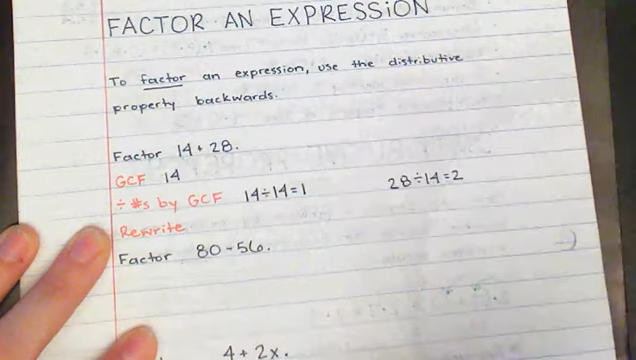 FACTOR AN EXPRESSION
To factor an expression, use the distributive
property backwards.
Factor 14 + 28.
GCF 14
÷ #s by GCF 14÷14=1 28÷14=2
Rewrite
Factor 80 - 56.
4 + 2x.